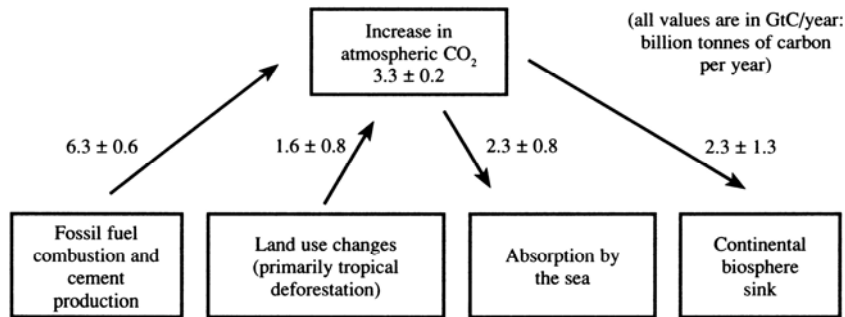 Increase in
atmospheric CO₂
3.3 ± 0.2
(all values are in GtC/year:
billion tonnes of carbon
per year)
6.3 ± 0.6
1.6 ± 0.8
2.3 ± 0.8
2.3 ± 1.3
Fossil fuel
combustion and
cement
production
Land use changes
(primarily tropical
deforestation)
Absorption by
the sea
Continental
biosphere
sink